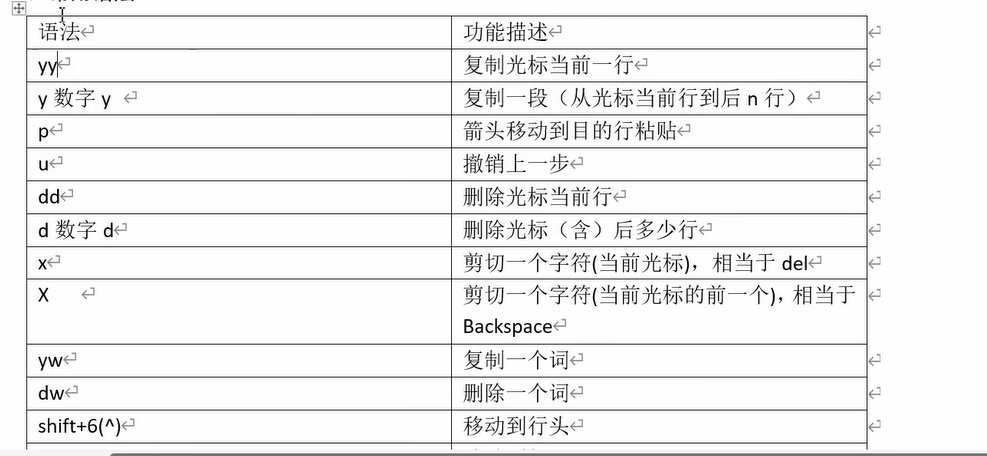 语法 功能描述
yy 复制光标当前一行
y 数字 y 复制一段（从光标当前行到后 n 行）
p 箭头移动到目的行粘贴
u 撤销上一步
dd 删除光标当前行
d 数字 d 删除光标（含）后多少行
x 剪切一个字符(当前光标)，相当于 del
X 剪切一个字符(当前光标的前一个)，相当于
Backspace
yw 复制一个词
dw 删除一个词
shift+6(^) 移动到行头